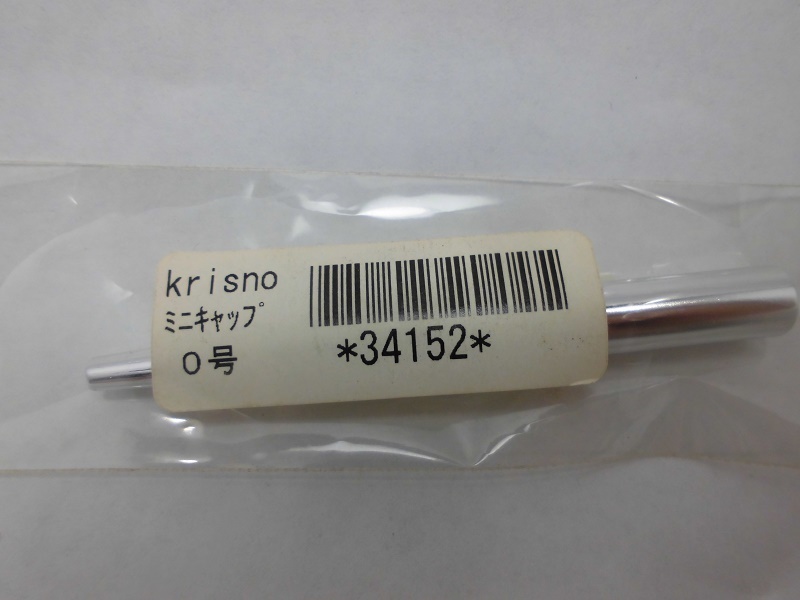 krisno
ﾐﾆｷｬｯﾌﾟ
0号
*34152*